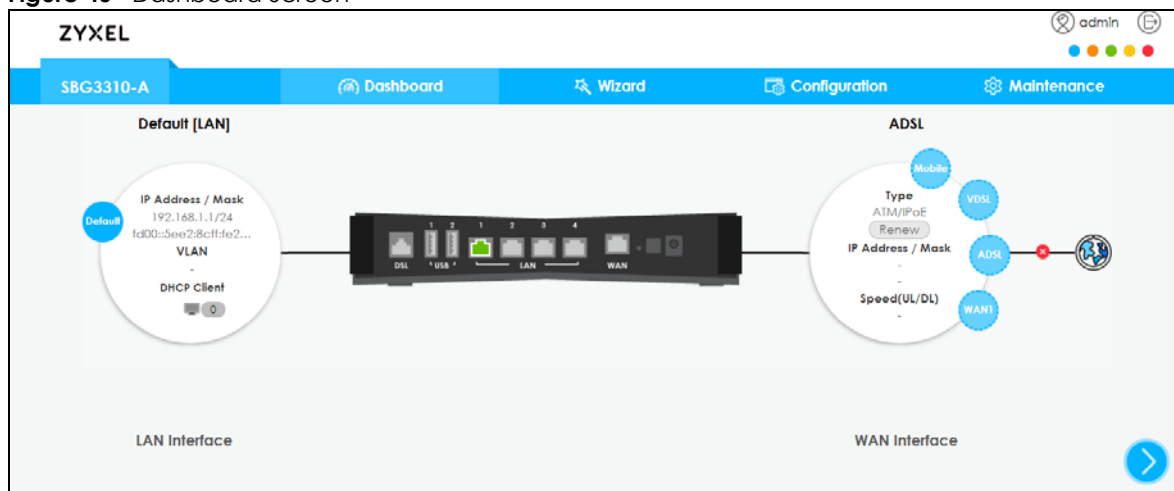 Figure 43 Dashboard Screen
ZYXEL
admin
SBG3310-A
Dashboard
Wizard
Configuration
Maintenance
Default [LAN]
ADSL
Default
IP Address / Mask
192.168.1.1/24
fd00::5ee2:8cff:fe2...
VLAN
-
DHCP Client
0
1 2 1 2 3 4
DSL USB LAN WAN
Mobile
VDSL
ADSL
WAN1
Type
ATM/IPoE
Renew
IP Address / Mask
-
Speed(UL/DL)
-
LAN Interface
WAN Interface